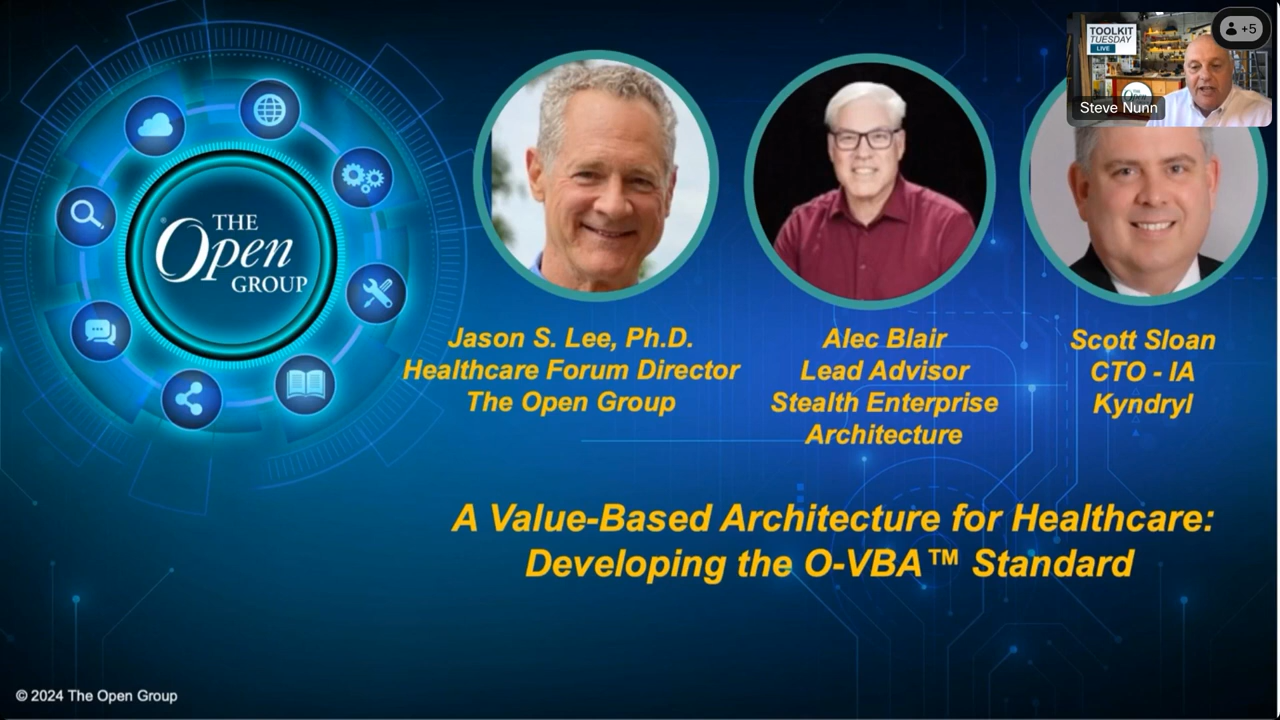 TOOLKIT
TUESDAY
LIVE
+5
Steve Nunn
THE
Open
GROUP
Jason S. Lee, Ph.D.
Healthcare Forum Director
The Open Group
Alec Blair
Lead Advisor
Stealth Enterprise
Architecture
Scott Sloan
CTO - IA
Kyndryl
A Value-Based Architecture for Healthcare:
Developing the O-VBA™ Standard
© 2024 The Open Group